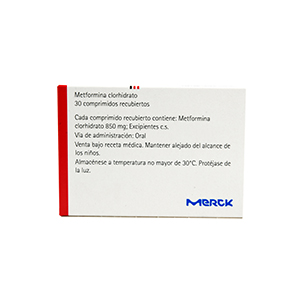 Metformina clorhidrato
30 comprimidos recubiertos
Cada comprimido recubierto contiene: Metformina
clorhidrato 850 mg; Excipientes c.s.
Vía de administración: Oral
Venta bajo receta médica. Mantener alejado del alcance
de los niños.
Almacénese a temperatura no mayor de 30°C. Protéjase de
la luz.
MERCK